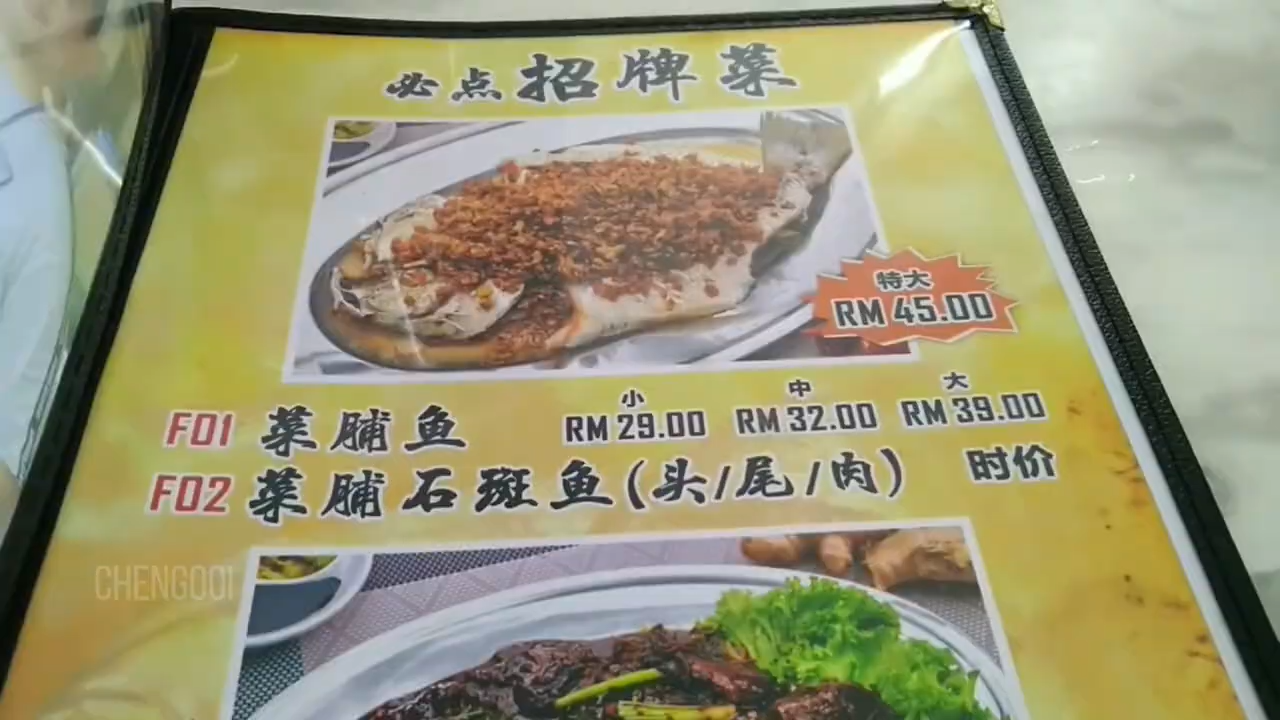 必点招牌菜
特大
RM 45.00
小 中 大
F01 菜脯鱼 RM 29.00 RM 32.00 RM 39.00
F02 菜脯石斑鱼(头/尾/肉) 时价
CHENGOOI